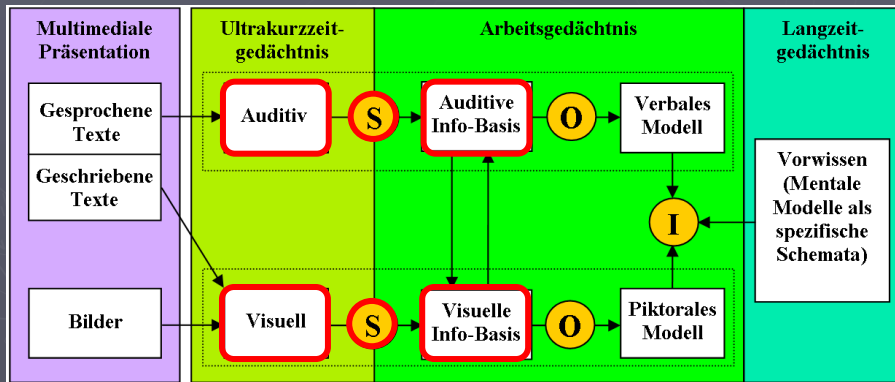 Multimediale
Präsentation
Ultrakurzzeit-
gedächtnis
Arbeitsgedächtnis
Langzeit-
gedächtnis
Gesprochene
Texte
Geschriebene
Texte
Bilder
Auditiv
S
Auditive
Info-Basis
O
Verbales
Modell
I
Vorwissen
(Mentale
Modelle als
spezifische
Schemata)
Visuell
S
Visuelle
Info-Basis
O
Piktorales
Modell